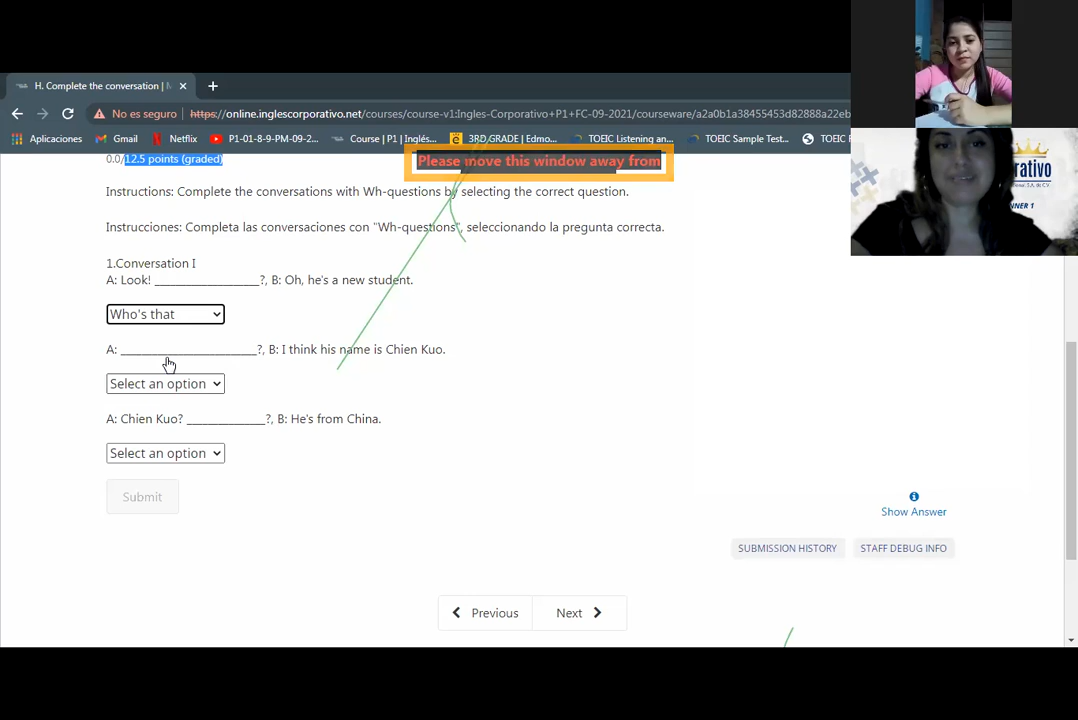 H. Complete the conversation |
No es seguro
https://online.inglescorporativo.net/courses/course-v1:Ingles-Corporativo+P1+FC-09-2021/courseware/a2a0b1a38455453d82888a22eb
Aplicaciones
Gmail
Netflix
P1-01-8-9-PM-09-2...
Course | P1 | Inglés...
3RD GRADE | Edmo...
TOEIC Listening an...
TOEIC Sample Test...
TOEIC
0.0/12.5 points (graded)
Please move this window away from
Instructions: Complete the conversations with Wh-questions by selecting the correct question.
Instrucciones: Completa las conversaciones con "Wh-questions", seleccionando la pregunta correcta.
1.Conversation I
A: Look! ____________________?, B: Oh, he's a new student.
Who's that
A: __________________________?, B: I think his name is Chien Kuo.
Select an option
A: Chien Kuo? _______________?, B: He's from China.
Select an option
Submit
Show Answer
SUBMISSION HISTORY
STAFF DEBUG INFO
Previous
Next